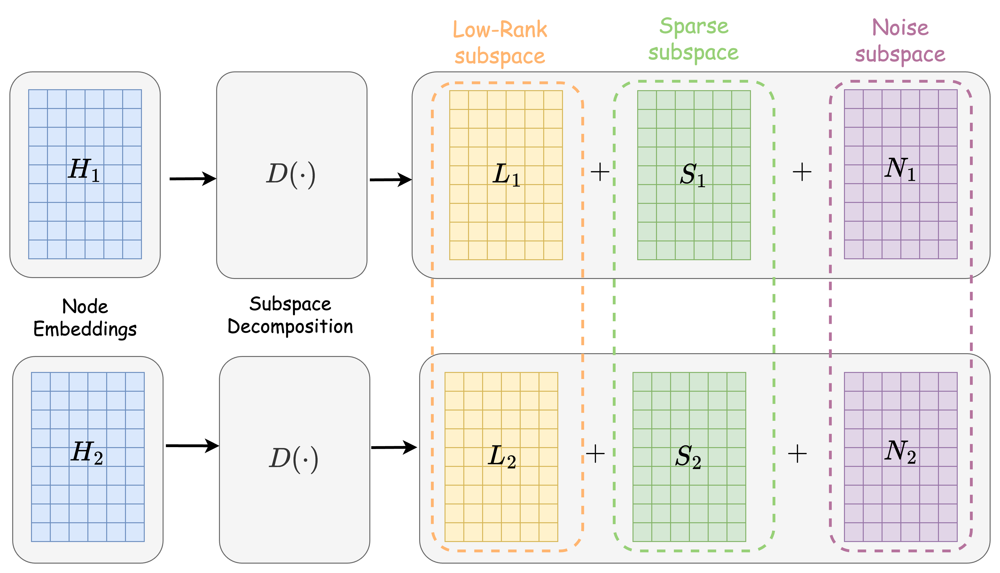 Low-Rank
subspace
Sparse
subspace
Noise
subspace
H₁
D(·)
L₁ + S₁ + N₁
Node
Embeddings
Subspace
Decomposition
H₂
D(·)
L₂ + S₂ + N₂